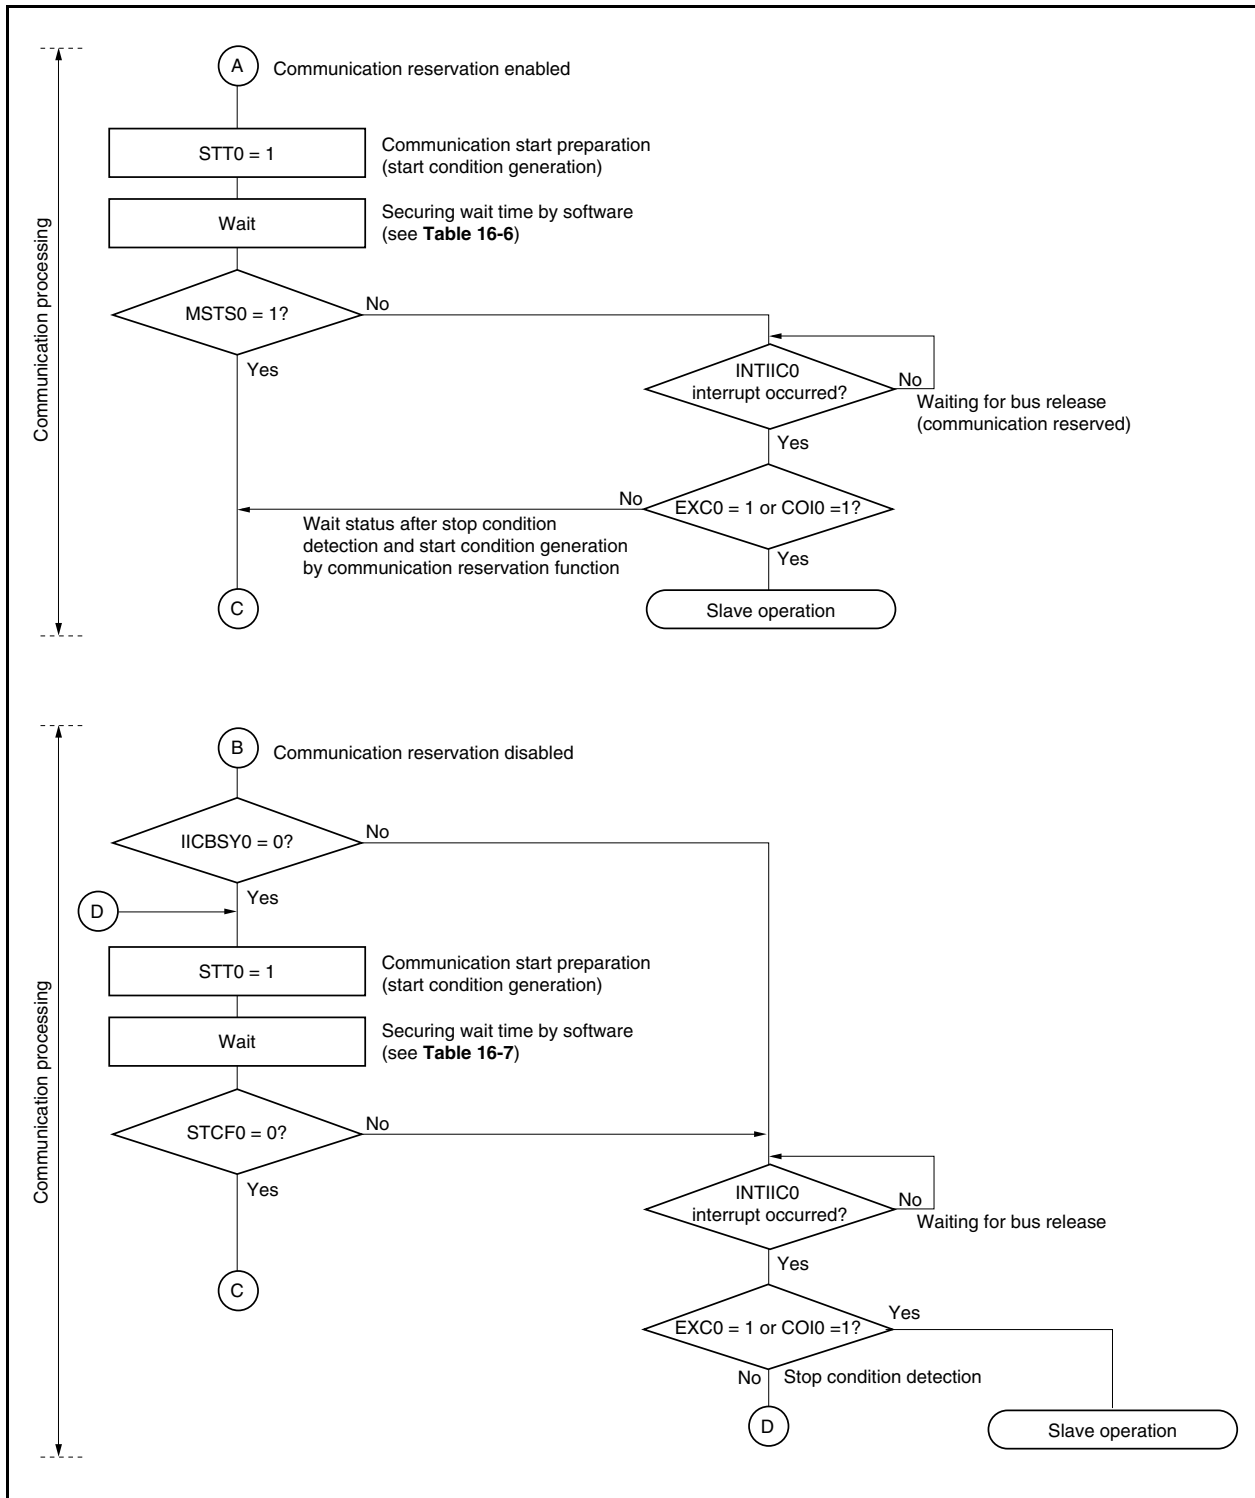 A
Communication reservation enabled
STT0 = 1
Communication start preparation
(start condition generation)
Wait
Securing wait time by software
(see Table 16-6)
Communication processing
MSTS0 = 1?
No
Yes
INTIIC0
interrupt occurred?
No
Waiting for bus release
(communication reserved)
Yes
EXC0 = 1 or COI0 =1?
No
Wait status after stop condition
detection and start condition generation
by communication reservation function
Yes
C
Slave operation
B
Communication reservation disabled
IICBSY0 = 0?
No
Yes
D
STT0 = 1
Communication start preparation
(start condition generation)
Wait
Securing wait time by software
(see Table 16-7)
Communication processing
STCF0 = 0?
No
Yes
INTIIC0
interrupt occurred?
No
Waiting for bus release
Yes
C
EXC0 = 1 or COI0 =1?
Yes
No
Stop condition detection
D
Slave operation